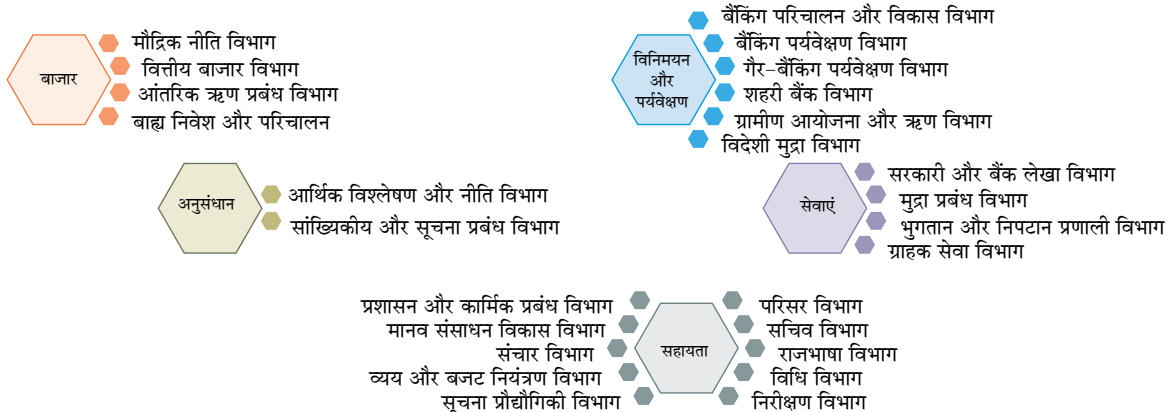 बाजार
मौद्रिक नीति विभाग
वित्तीय बाजार विभाग
आंतरिक ऋण प्रबंध विभाग
बाह्य निवेश और परिचालन
विनिमयन
और
पर्यवेक्षण
बैंकिंग परिचालन और विकास विभाग
बैंकिंग पर्यवेक्षण विभाग
गैर-बैंकिंग पर्यवेक्षण विभाग
शहरी बैंक विभाग
ग्रामीण आयोजना और ऋण विभाग
विदेशी मुद्रा विभाग
अनुसंधान
आर्थिक विश्लेषण और नीति विभाग
सांख्यिकीय और सूचना प्रबंध विभाग
सेवाएं
सरकारी और बैंक लेखा विभाग
मुद्रा प्रबंध विभाग
भुगतान और निपटान प्रणाली विभाग
ग्राहक सेवा विभाग
प्रशासन और कार्मिक प्रबंध विभाग
मानव संसाधन विकास विभाग
संचार विभाग
व्यय और बजट नियंत्रण विभाग
सूचना प्रौद्यौगिकी विभाग
सहायता
परिसर विभाग
सचिव विभाग
राजभाषा विभाग
विधि विभाग
निरीक्षण विभाग